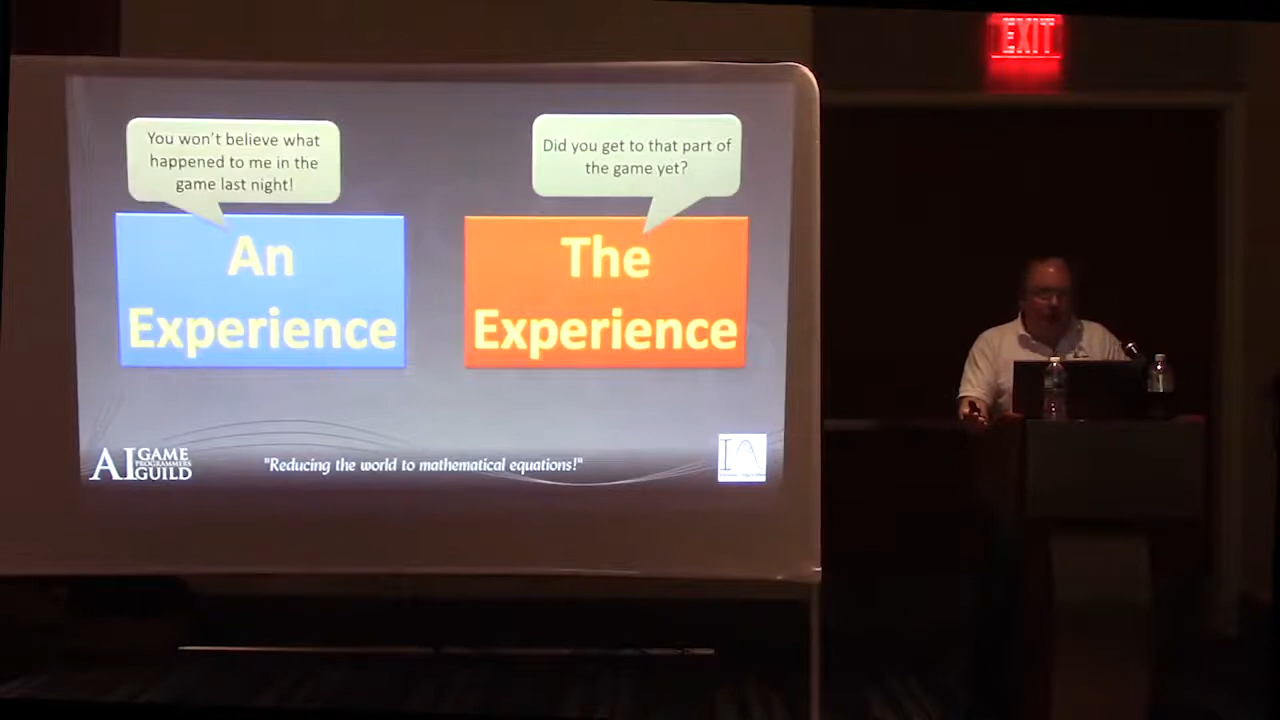 EXIT
You won't believe what
happened to me in the
game last night!
Did you get to that part of
the game yet?
An
Experience
The
Experience
AI GAME
PROGRAMMERS
GUILD
"Reducing the world to mathematical equations!"
IA